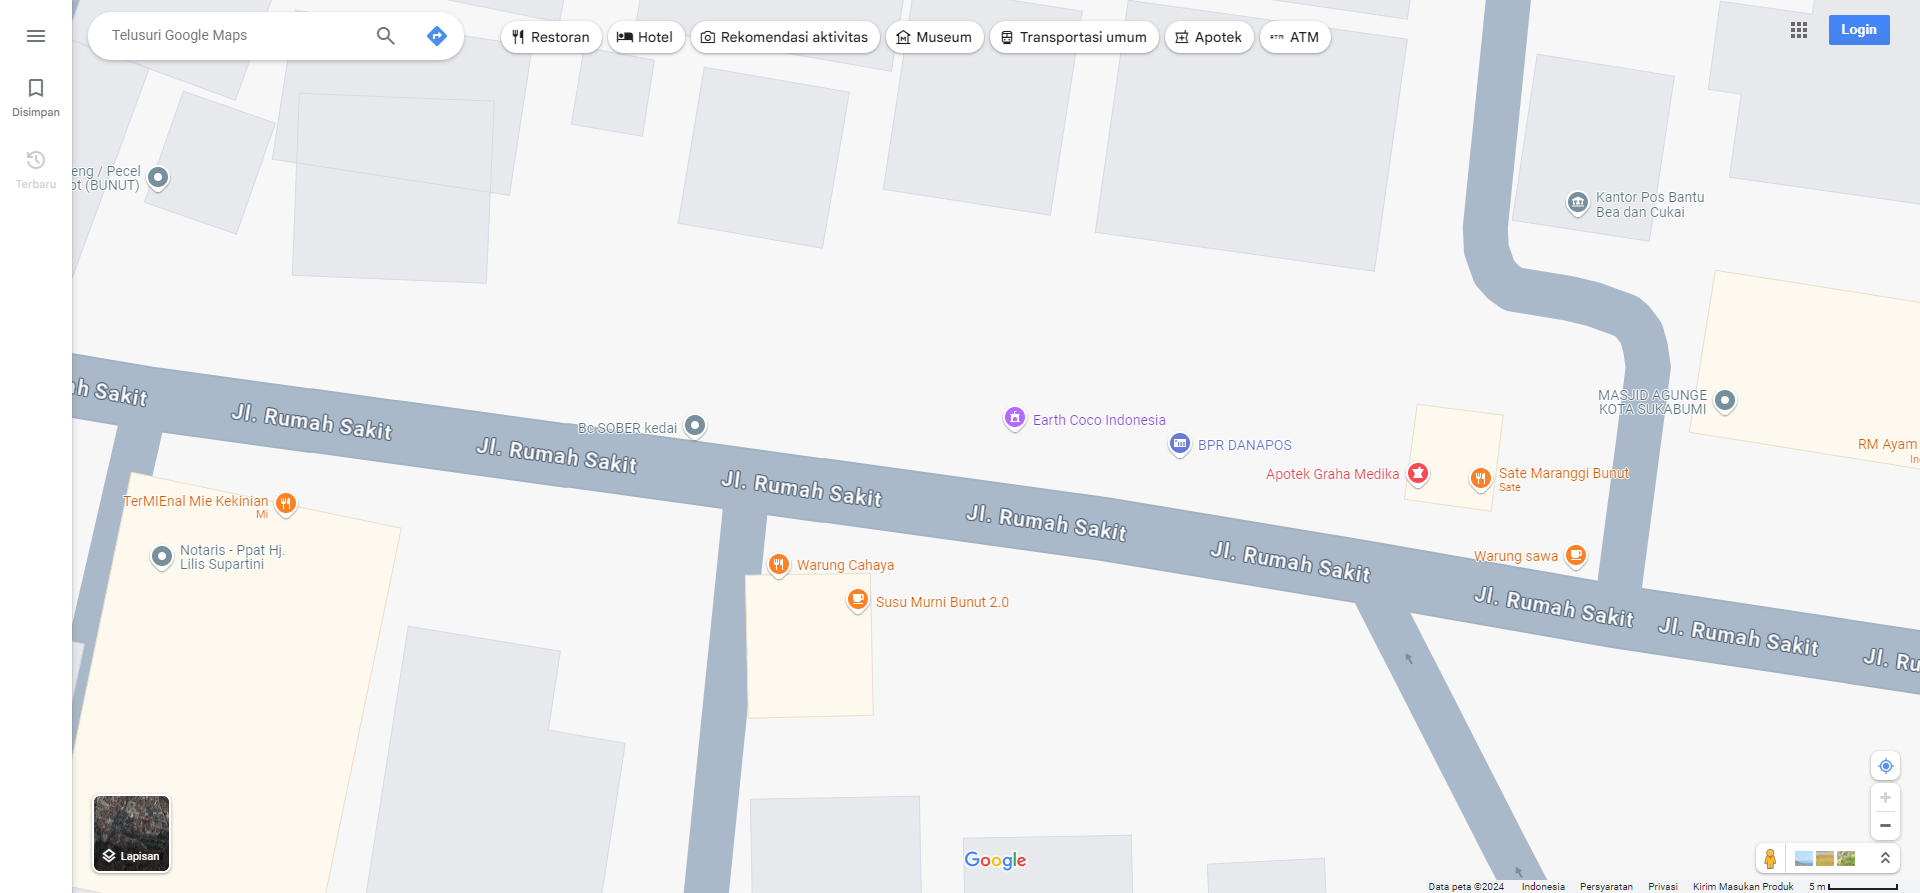 Telusuri Google Maps
Restoran
Hotel
Rekomendasi aktivitas
Museum
Transportasi umum
Apotek
ATM
Login
Disimpan
Terbaru
eng / Pecel
ot (BUNUT)
Kantor Pos Bantu
Bea dan Cukai
ah Sakit
Jl. Rumah Sakit
Jl. Rumah Sakit
Jl. Rumah Sakit
Jl. Rumah Sakit
Jl. Rumah Sakit
Jl. Rumah Sakit
Jl. Rumah Sakit
Jl. Ru
Bc SOBER kedai
Earth Coco Indonesia
BPR DANAPOS
Apotek Graha Medika
Sate Maranggi Bunut
Sate
MASJID AGUNGE
KOTA SUKABUMI
RM Ayam
In
TerMIEnal Mie Kekinian
Mi
Notaris - Ppat Hj.
Lilis Supartini
Warung Cahaya
Susu Murni Bunut 2.0
Warung sawa
Lapisan
Google
Data peta ©2024
Indonesia
Persyaratan
Privasi
Kirim Masukan Produk
5 m